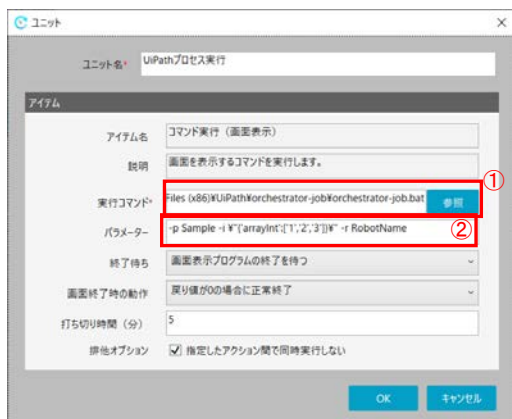 ユニット
ユニット名* UiPathプロセス実行
アイテム
アイテム名 コマンド実行（画面表示）
説明 画面を表示するコマンドを実行します。
①
実行コマンド* Files (x86)¥UiPath¥orchestrator-job¥orchestrator-job.bat 参照
パラメーター -p Sample -i ¥"{'arrayInt':['1','2','3']}¥" -r RobotName ②
終了待ち 画面表示プログラムの終了を待つ
画面終了時の動作 戻り値が0の場合に正常終了
打ち切り時間（分） 5
排他オプション 指定したアクション間で同時実行しない
OK キャンセル